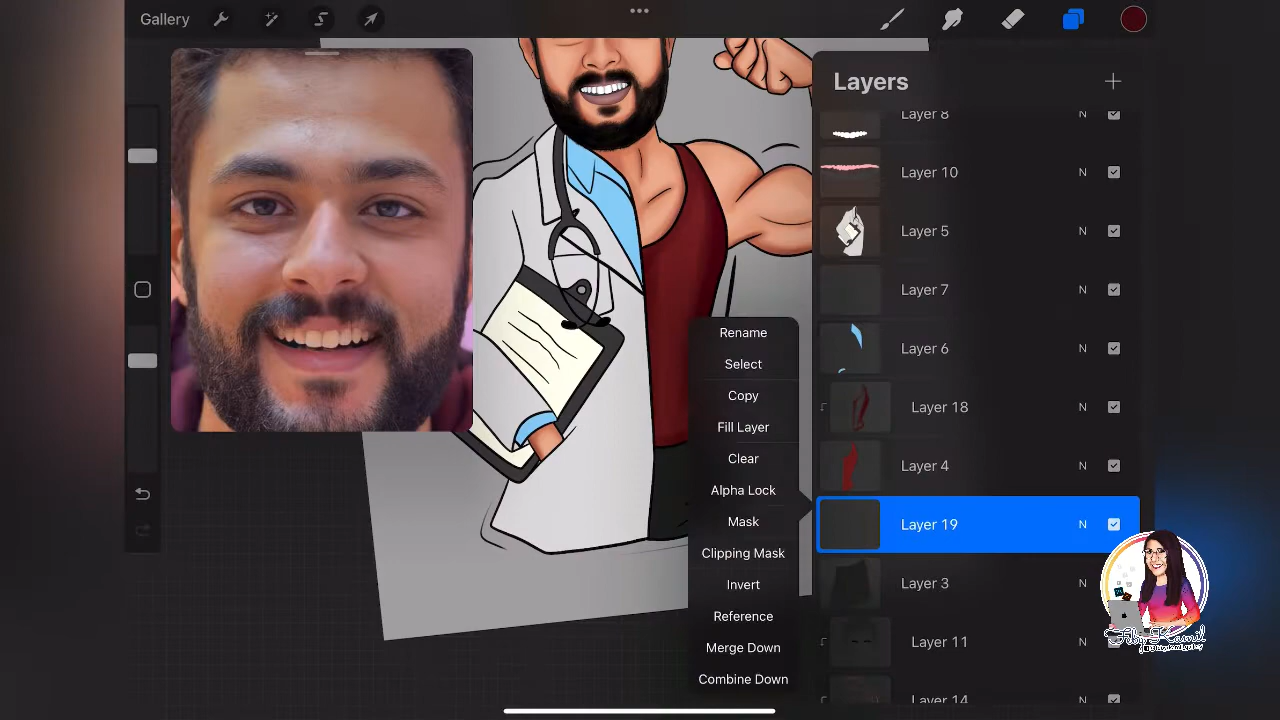 Gallery
Layers
Layer 8 N
Layer 10 N
Layer 5 N
Layer 7 N
Layer 6 N
Layer 18 N
Layer 4 N
Layer 19 N
Layer 3 N
Layer 11 N
Layer 14 N
Rename
Select
Copy
Fill Layer
Clear
Alpha Lock
Mask
Clipping Mask
Invert
Reference
Merge Down
Combine Down